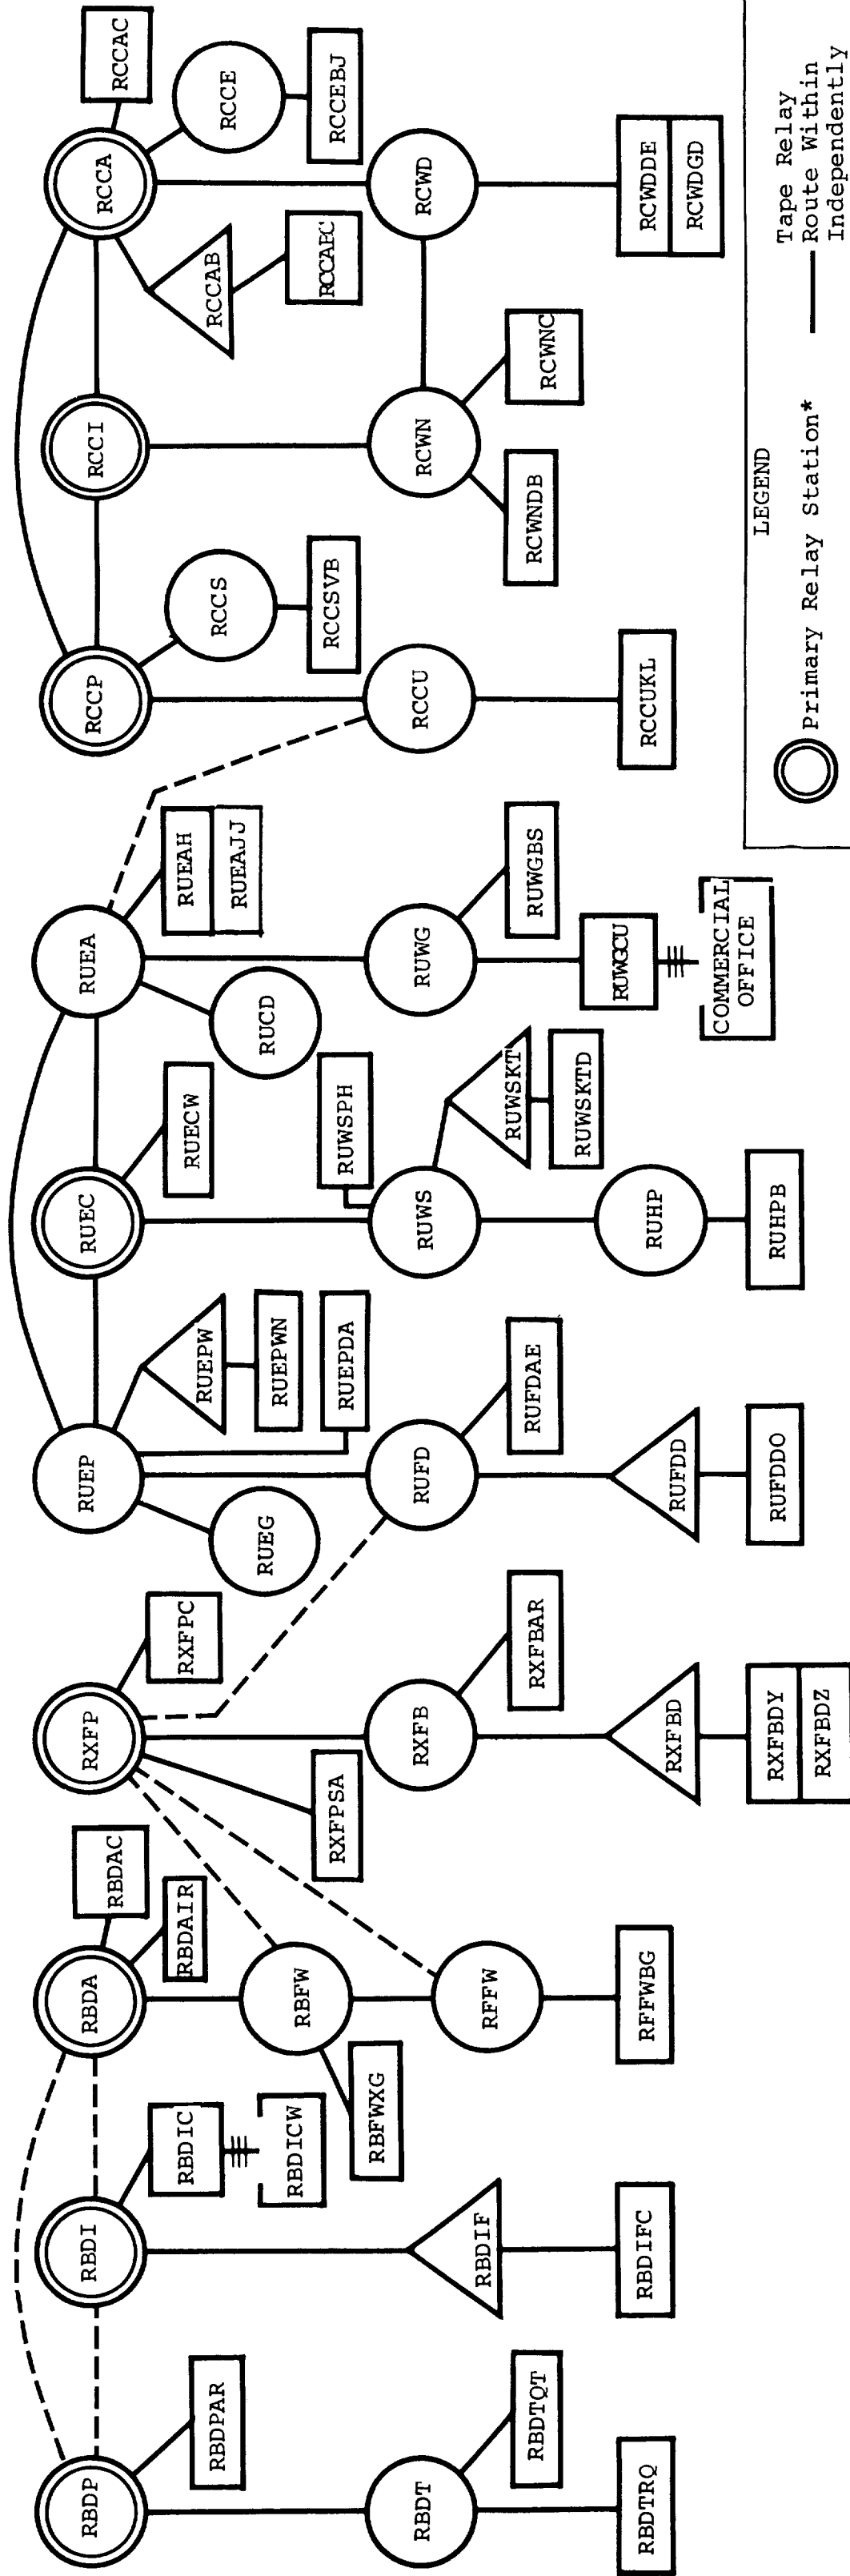 RBDP
RBDI
RBDA
RXFP
RUEP
RUEC
RUEA
RCCP
RCCI
RCCA
RBDAC
RCCAC
RBDPAR
RBDIC
RBDAIR
RXFPC
RUEPW
RUECW
RUEAH
RUEAJJ
RCCS
RCCAB
RCCE
RBDICW
RBFW
RUEG
RUEPWN
RUCD
RCCSVB
RCCAEC
RCCEBJ
RBFWXG
RXFPSA
RUEPDA
RUWSPH
RBDT
RBDIF
RFFW
RXFB
RUFD
RUWS
RUWG
RCCU
RCWN
RCWD
RBDTQT
RXFBAR
RUFDAE
RUWSKT
RUWGBS
RCWNDB
RCWNC
RUWSKTD
RUWGCU
RBDTRQ
RBDIFC
RFFWBG
RXFBD
RUFDD
RUHP
RCCUKL
RCWDDE
RCWDGD
COMMERCIAL
OFFICE
RXFBDY
RXFBDZ
RUFDDO
RUHPB
LEGEND
Primary Relay Station*
Tape Relay
Route Within
Independently